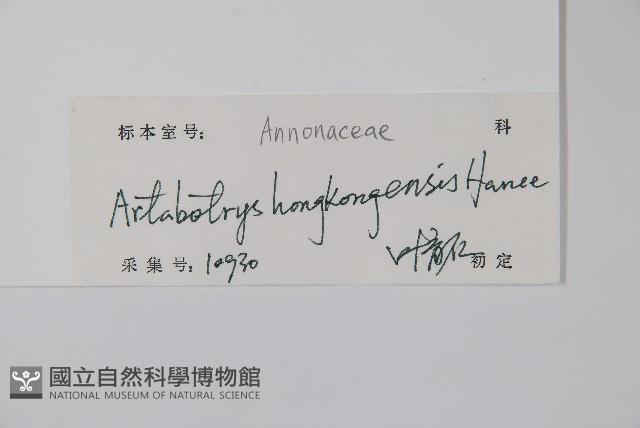 标本室号: Annonaceae 科
Artabotrys hongkongensis Hance
采集号: 10930 叶 初定
國立自然科學博物館
NATIONAL MUSEUM OF NATURAL SCIENCE